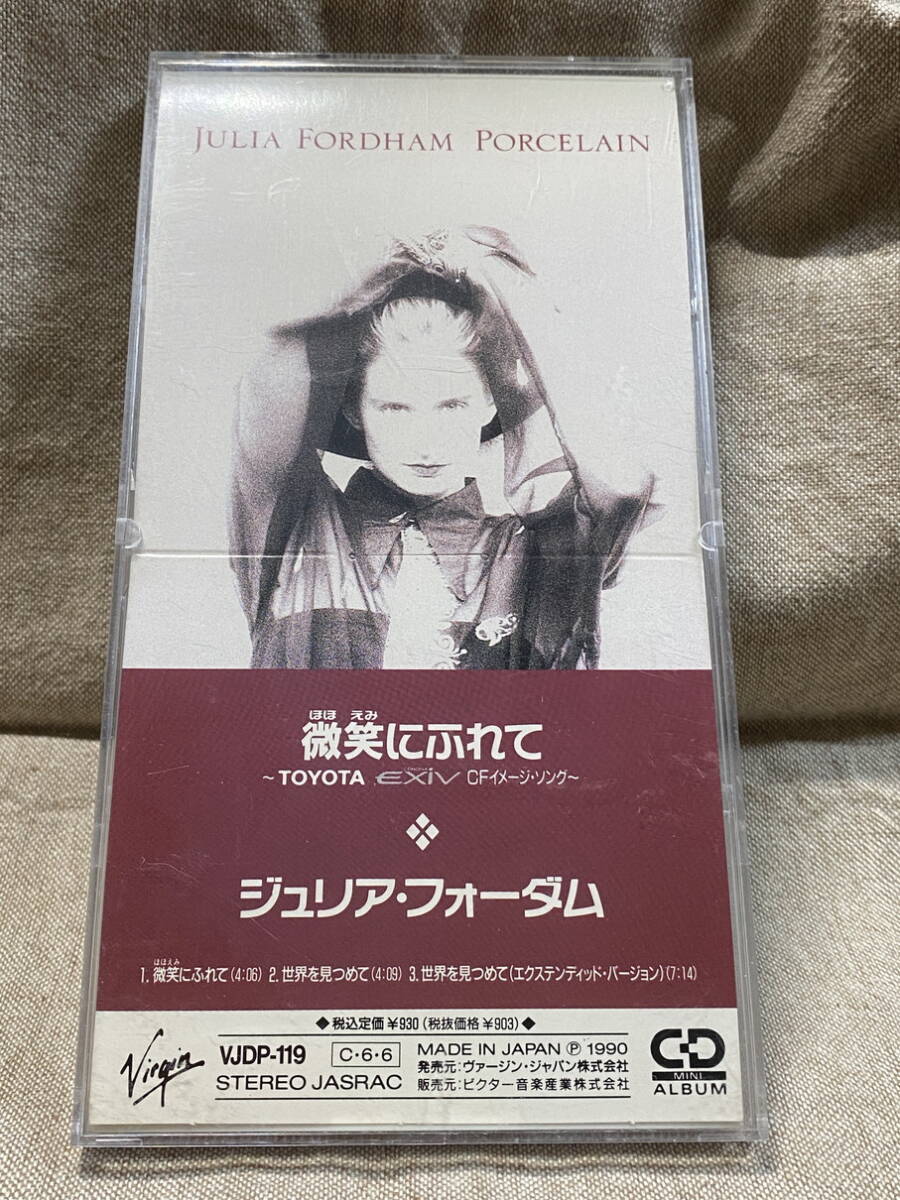 JULIA FORDHAM PORCELAIN
ほほ えみ
微笑にふれて
～TOYOTA EXiV CFイメージ・ソング～
ジュリア・フォーダム
ほほえみ
1. 微笑にふれて(4:06) 2. 世界を見つめて(4:09) 3. 世界を見つめて(エクステンディッド・バージョン)(7:14)
◆税込定価￥930(税抜価格￥903)◆
Virgin
VJDP-119 C・6・6 MADE IN JAPAN Ⓟ 1990
発売元：ヴァージン・ジャパン株式会社
STEREO JASRAC 販売元：ビクター音楽産業株式会社
CD
MINI
ALBUM